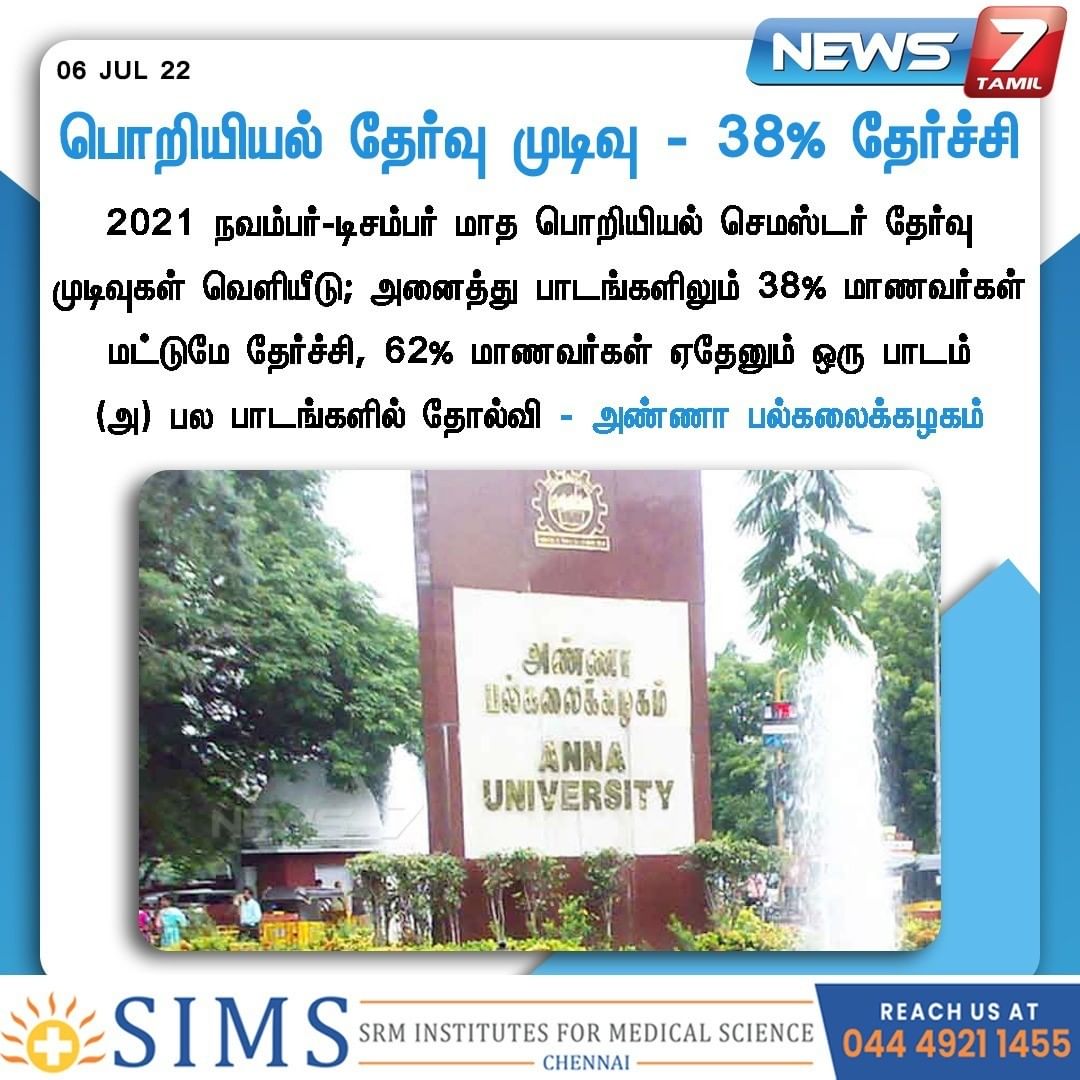 NEWS 7
TAMIL
06 JUL 22
பொறியியல் தேர்வு முடிவு - 38% தேர்ச்சி
2021 நவம்பர்-டிசம்பர் மாத பொறியியல் செமஸ்டர் தேர்வு
முடிவுகள் வெளியீடு; அனைத்து பாடங்களிலும் 38% மாணவர்கள்
மட்டுமே தேர்ச்சி, 62% மாணவர்கள் ஏதேனும் ஒரு பாடம்
(அ) பல பாடங்களில் தோல்வி - அண்ணா பல்கலைக்கழகம்
அண்ணா
பல்கலைக்கழகம்
ANNA
UNIVERSITY
NEWS 7
SIMS
SRM INSTITUTES FOR MEDICAL SCIENCE
CHENNAI
REACH US AT
044 4921 1455